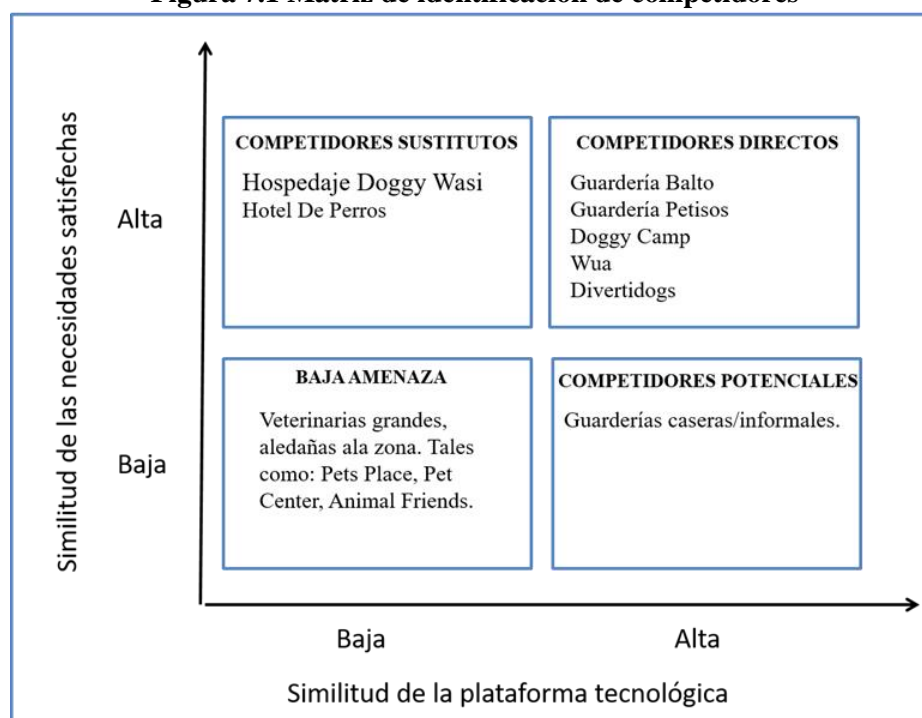 Figura 7.1 Matriz de identificación de competidores
Similitud de las necesidades satisfechas
Alta
Baja
COMPETIDORES SUSTITUTOS
Hospedaje Doggy Wasi
Hotel De Perros
COMPETIDORES DIRECTOS
Guardería Balto
Guardería Petisos
Doggy Camp
Wua
Divertidogs
BAJA AMENAZA
Veterinarias grandes,
aledañas ala zona. Tales
como: Pets Place, Pet
Center, Animal Friends.
COMPETIDORES POTENCIALES
Guarderías caseras/informales.
Baja
Alta
Similitud de la plataforma tecnológica